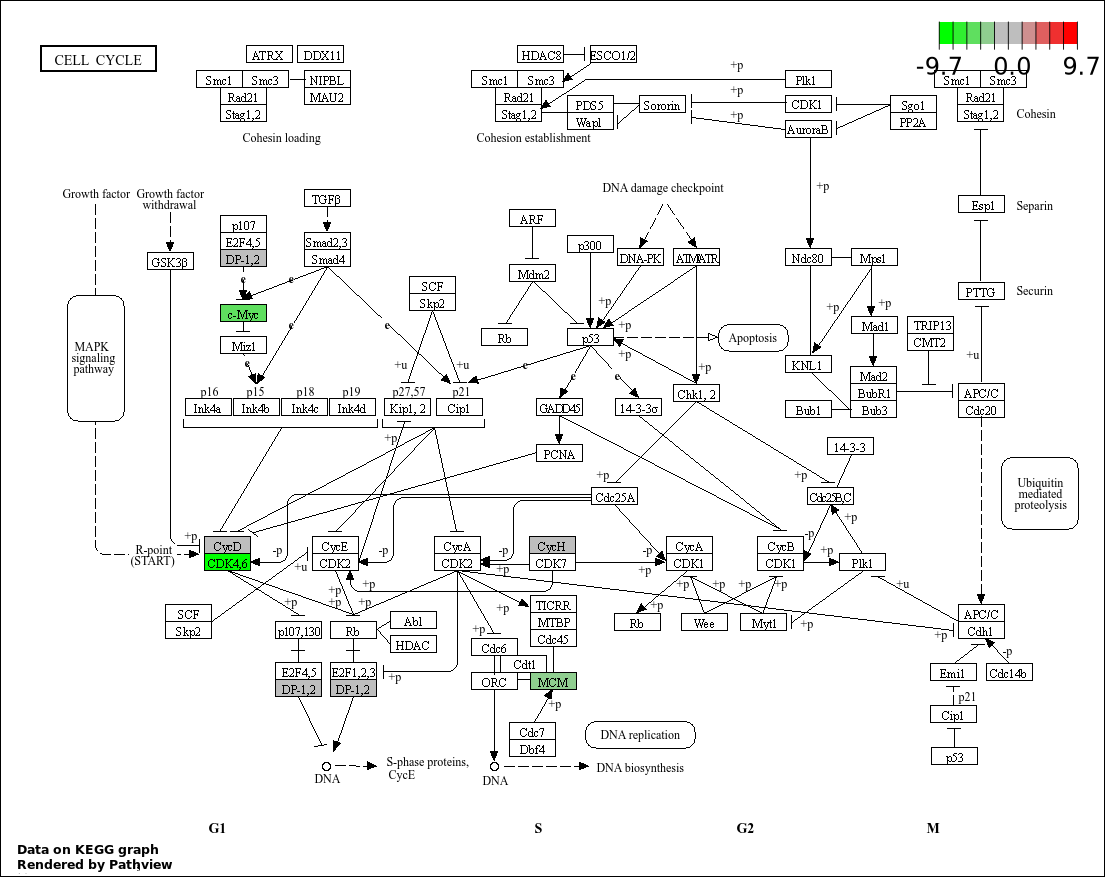 CELL CYCLE
ATRX DDX11
Smc1 Smc3 NIPBL
Rad21 MAU2
Stag1,2
Cohesin loading
HDAC8 ESCO1/2
Smc1 Smc3
Rad21
Stag1,2
PDS5
Wapl
Sororin
Cohesion establishment
+p Plk1
+p CDK1
+p AuroraB
Sgo1
PP2A
-9.7 0.0 9.7
Smc1 Smc3
Rad21
Stag1,2
Cohesin
+p
Growth factor
Growth factor
withdrawal
GSK3β
p107
E2F4,5
DP-1,2
e
c-Myc
Miz1
e
TGFβ
Smad2,3
Smad4
e
e
e
SCF
Skp2
+u +u
ARF
Mdm2
Rb
p300
p53
DNA damage checkpoint
DNA-PK ATMATR
+p
+p
+p
+p
Apoptosis
e
e
e
Chk1, 2
Esp1 Separin
PTTG Securin
Ndc80 Mps1
+p +p
Mad1
KNL1
Mad2
BubR1
Bub3
Bub1
TRIP13
CMT2
+u
APC/C
Cdc20
MAPK
signaling
pathway
p16 p15 p18 p19
Ink4a Ink4b Ink4c Ink4d
p27,57 p21
Kip1, 2 Cip1
+p
GADD45 14-3-3σ
PCNA
14-3-3
+p +p
Cdc25A Cdc25B,C
Ubiquitin
mediated
proteolysis
R-point
(START)
+p
CycD
CDK4,6
-p
CycE
CDK2
-p
+u
CycA
CDK2
-p
+p
CycH
CDK7
-p
+p
CycA
CDK1
CycB
CDK1
-p
+p
+p
Plk1
+u
+p
+p
+p
+p
+p
+p +p +p +p
SCF
Skp2
p107,130 Rb
Abl
HDAC
+p
TICRR
MTBP
Cdc45
Cdc6
Cdt1
ORC MCM
+p
Cdc7
Dbf4
Rb Wee Myt1
+p
+p
APC/C
Cdh1
-p
Emi1 Cdc14b
p21
Cip1
p53
E2F4,5
DP-1,2
E2F1,2,3
DP-1,2
+p
DNA replication
DNA
S-phase proteins,
CycE
DNA
DNA biosynthesis
G1 S G2 M
Data on KEGG graph
Rendered by Pathview